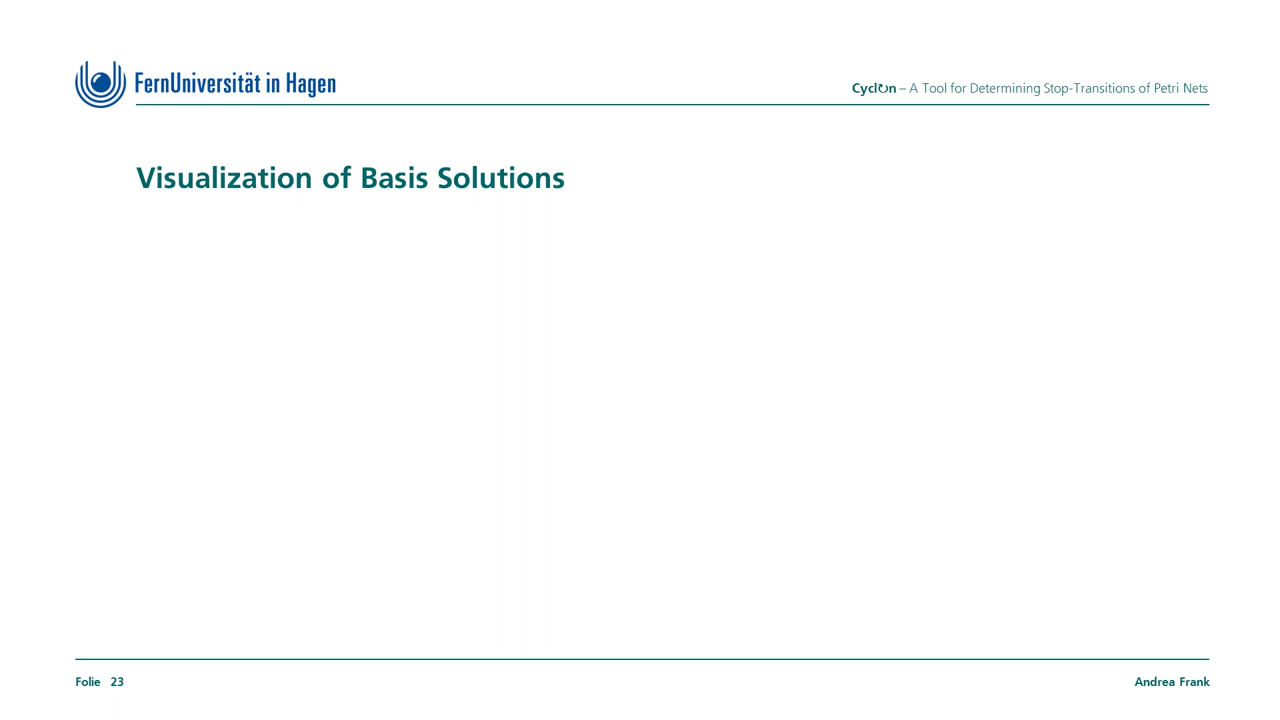 FernUniversität in Hagen
Cycl↻n – A Tool for Determining Stop-Transitions of Petri Nets
Visualization of Basis Solutions
Folie 23
Andrea Frank